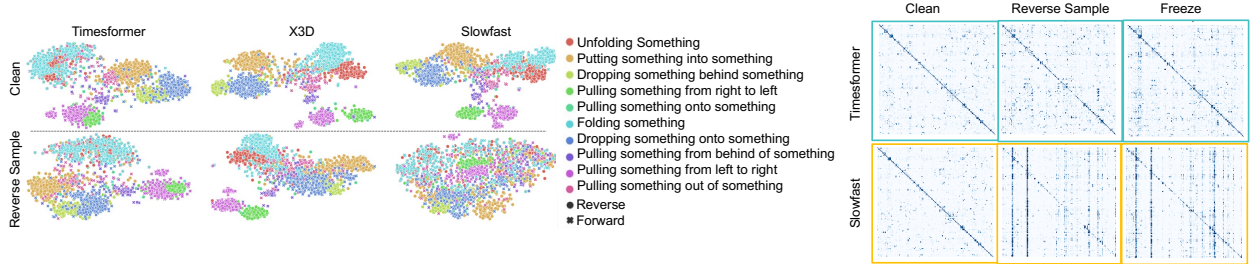 Timesformer
X3D
Slowfast
Clean
Reverse Sample
Unfolding Something
Putting something into something
Dropping something behind something
Pulling something from right to left
Pulling something onto something
Folding something
Dropping something onto something
Pulling something from behind of something
Pulling something from left to right
Pulling something out of something
Reverse
Forward
Clean
Reverse Sample
Freeze
Timesformer
Slowfast